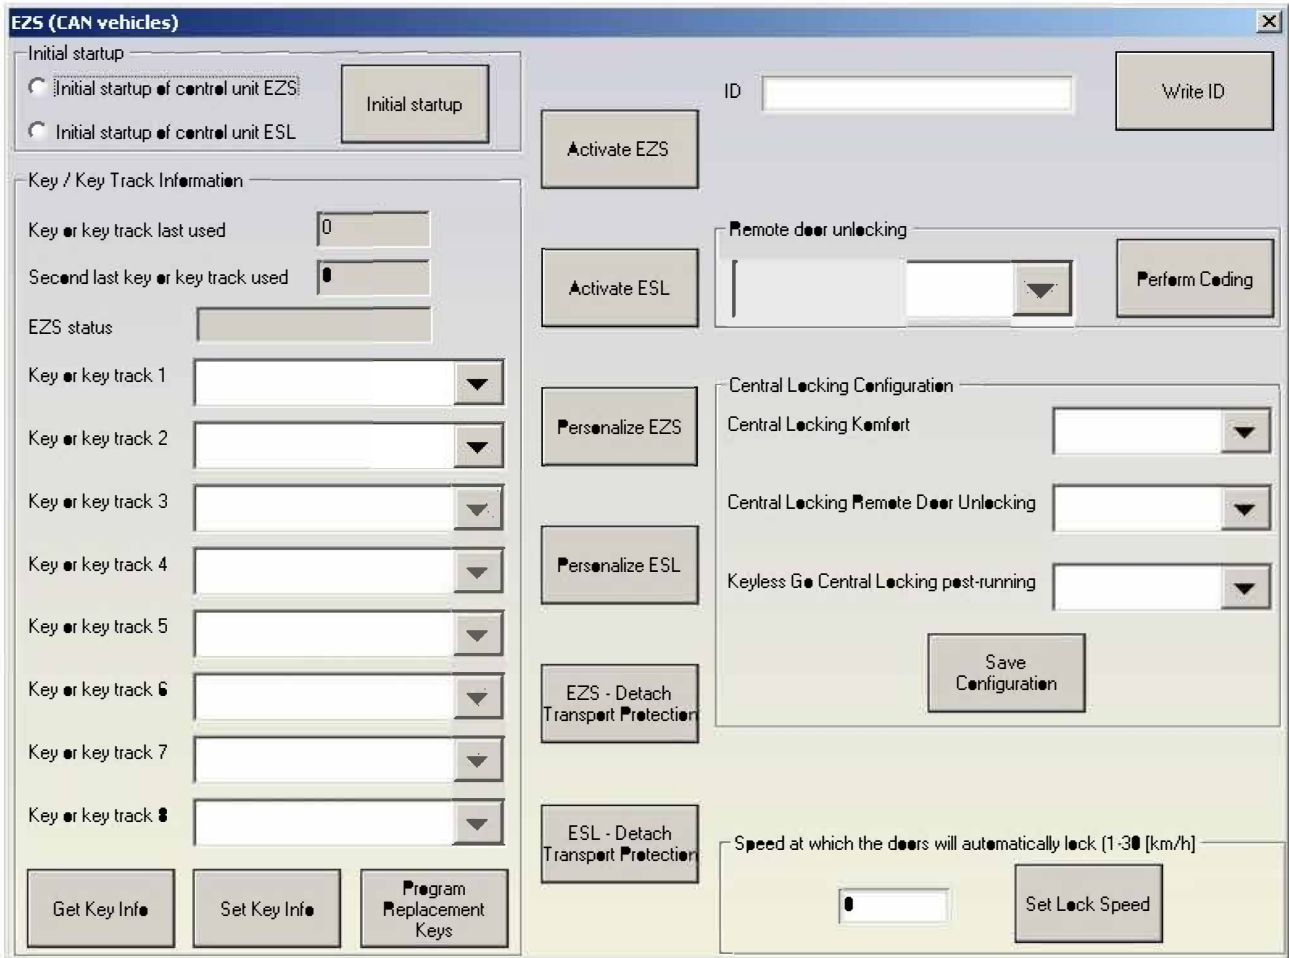 EZS (CAN vehicles)
Initial startup
Initial startup of control unit EZS
Initial startup of control unit ESL
Initial startup
Key / Key Track Information
Key or key track last used
0
Second last key or key track used
0
EZS status
Key or key track 1
Key or key track 2
Key or key track 3
Key or key track 4
Key or key track 5
Key or key track 6
Key or key track 7
Key or key track 8
Get Key Info
Set Key Info
Program
Replacement
Keys
Activate EZS
Activate ESL
Personalize EZS
Personalize ESL
EZS - Detach
Transport Protection
ESL - Detach
Transport Protection
ID
Write ID
Remote door unlocking
Perform Coding
Central Locking Configuration
Central Locking Komfort
Central Locking Remote Door Unlocking
Keyless Go Central Locking post-running
Save
Configuration
Speed at which the doors will automatically lock (1-30 [km/h]
0
Set Lock Speed